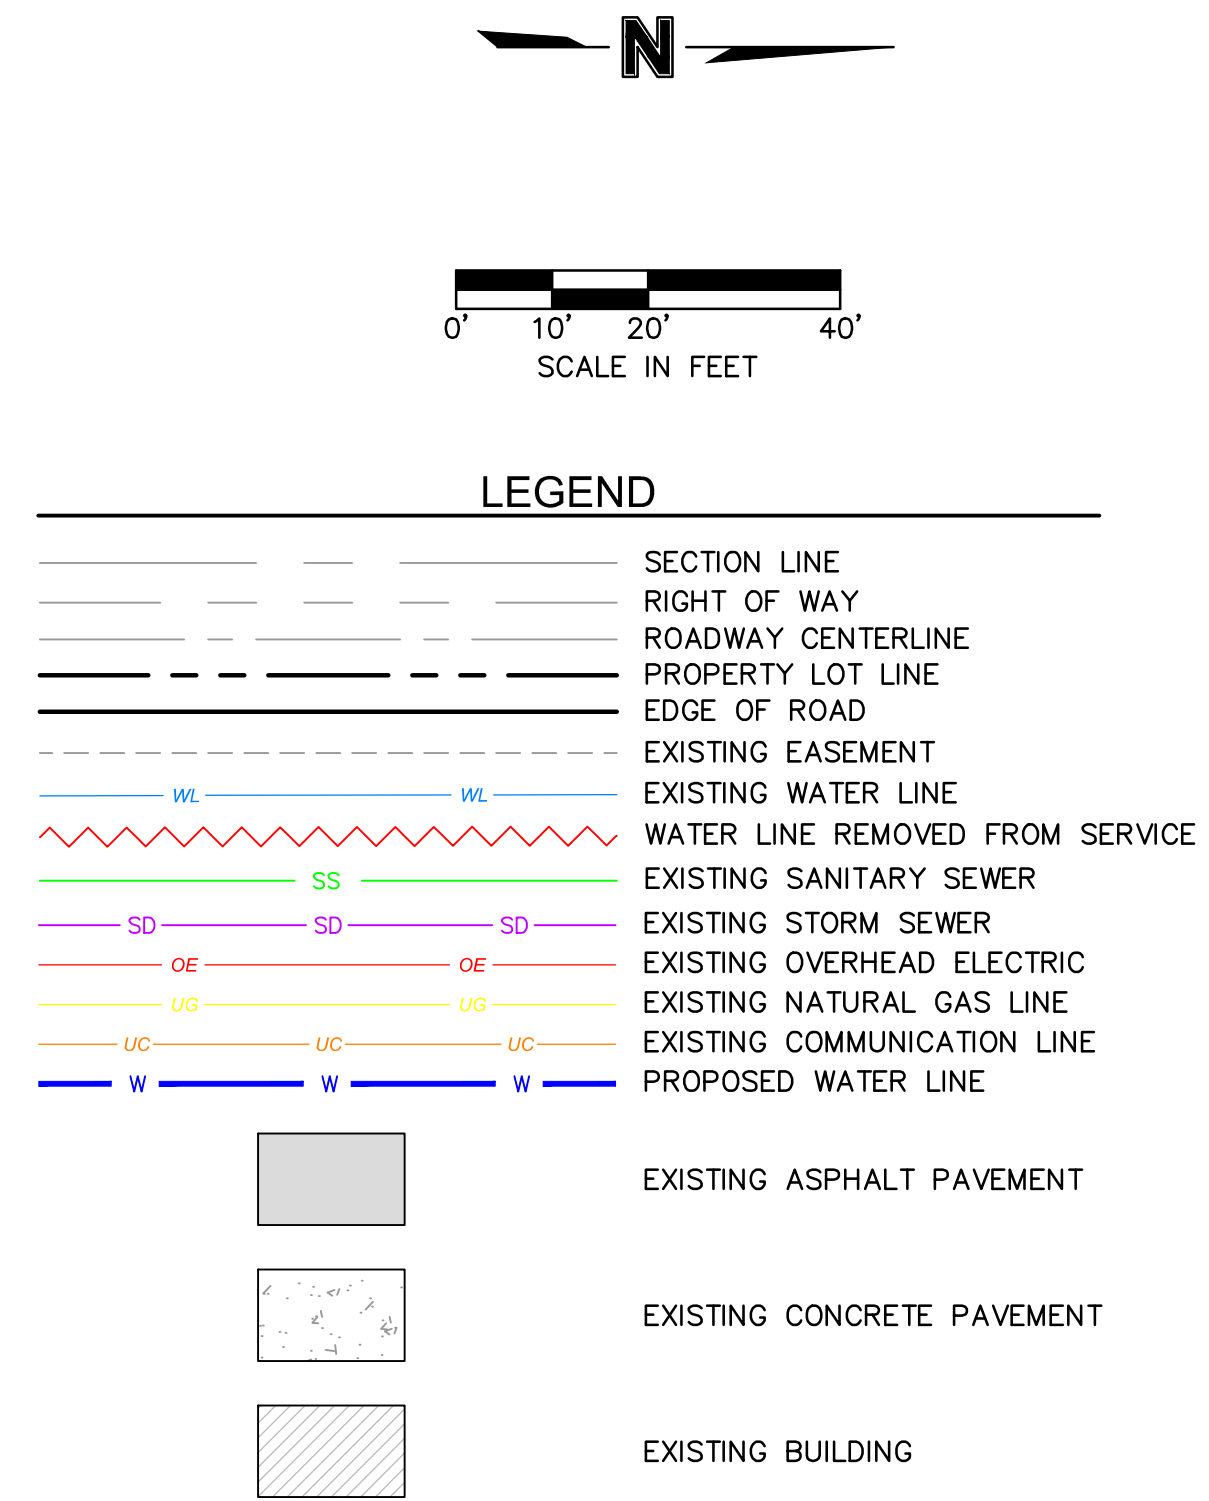 N
0' 10' 20' 40'
SCALE IN FEET
LEGEND
SECTION LINE
RIGHT OF WAY
ROADWAY CENTERLINE
PROPERTY LOT LINE
EDGE OF ROAD
EXISTING EASEMENT
WL WL EXISTING WATER LINE
WATER LINE REMOVED FROM SERVICE
SS EXISTING SANITARY SEWER
SD SD SD EXISTING STORM SEWER
OE OE EXISTING OVERHEAD ELECTRIC
UG UG EXISTING NATURAL GAS LINE
UC UC UC EXISTING COMMUNICATION LINE
W W W PROPOSED WATER LINE
EXISTING ASPHALT PAVEMENT
EXISTING CONCRETE PAVEMENT
EXISTING BUILDING